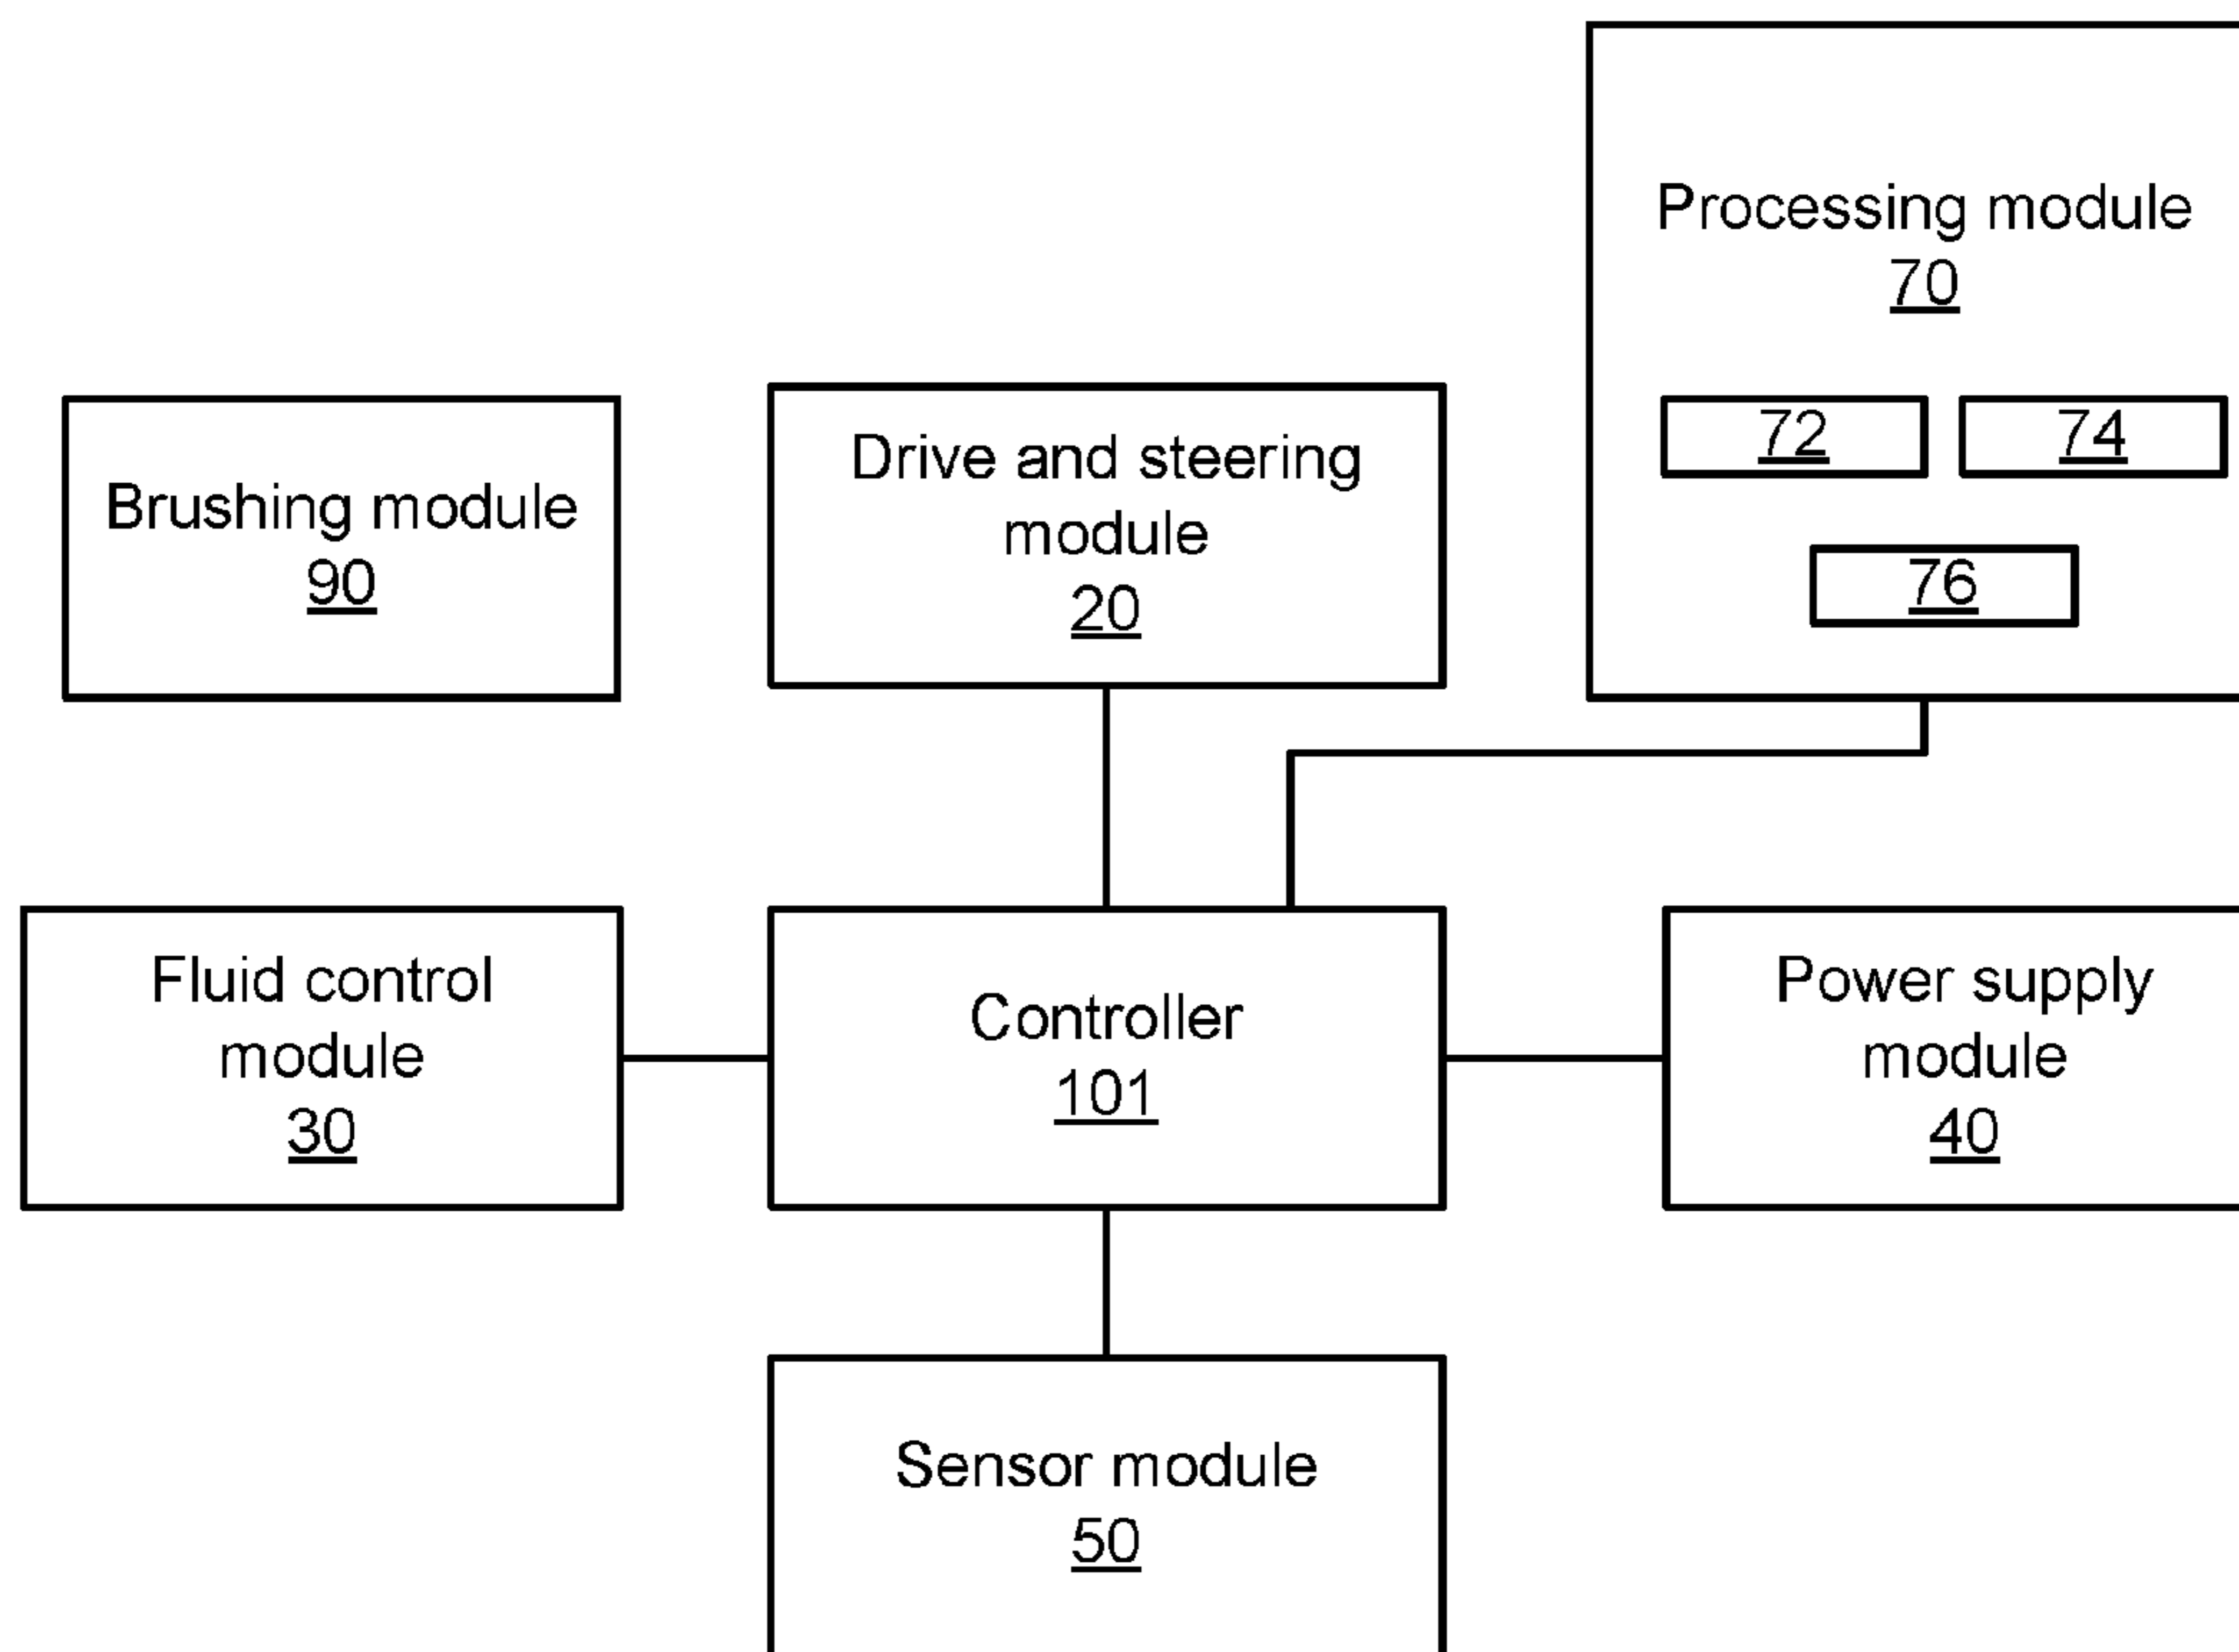 Processing module
70
72
74
76
Brushing module
90
Drive and steering
module
20
Fluid control
module
30
Controller
101
Power supply
module
40
Sensor module
50